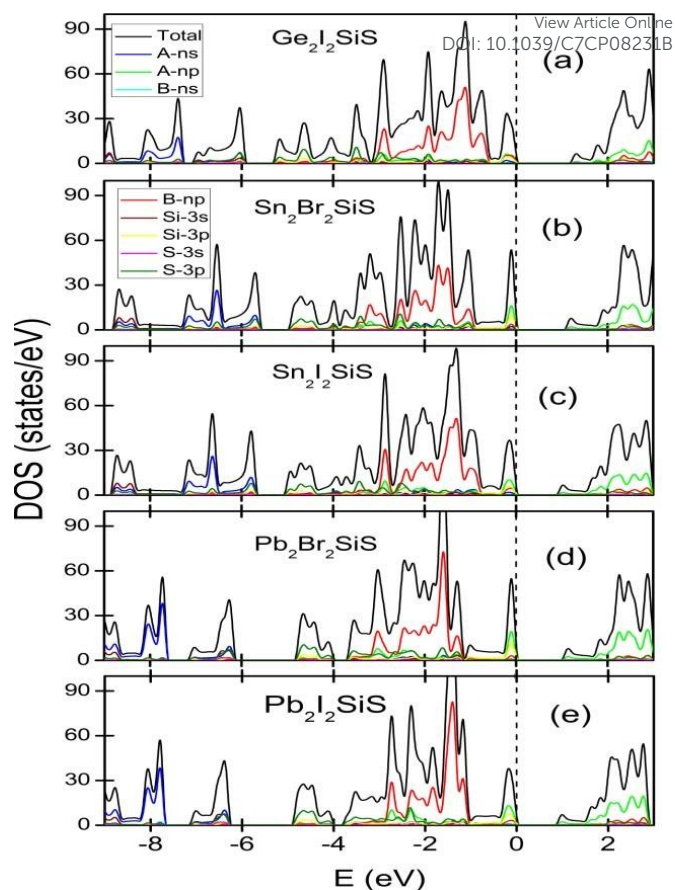 View Article Online
DOI: 10.1039/C7CP08231B
DOS (states/eV)
90
60
30
0
Total
A-ns
A-np
B-ns
Ge2I2SiS
(a)
90
60
30
0
B-np
Si-3s
Si-3p
S-3s
S-3p
Sn2Br2SiS
(b)
90
60
30
0
Sn2I2SiS
(c)
90
60
30
0
Pb2Br2SiS
(d)
90
60
30
0
Pb2I2SiS
(e)
-8 -6 -4 -2 0 2
E (eV)